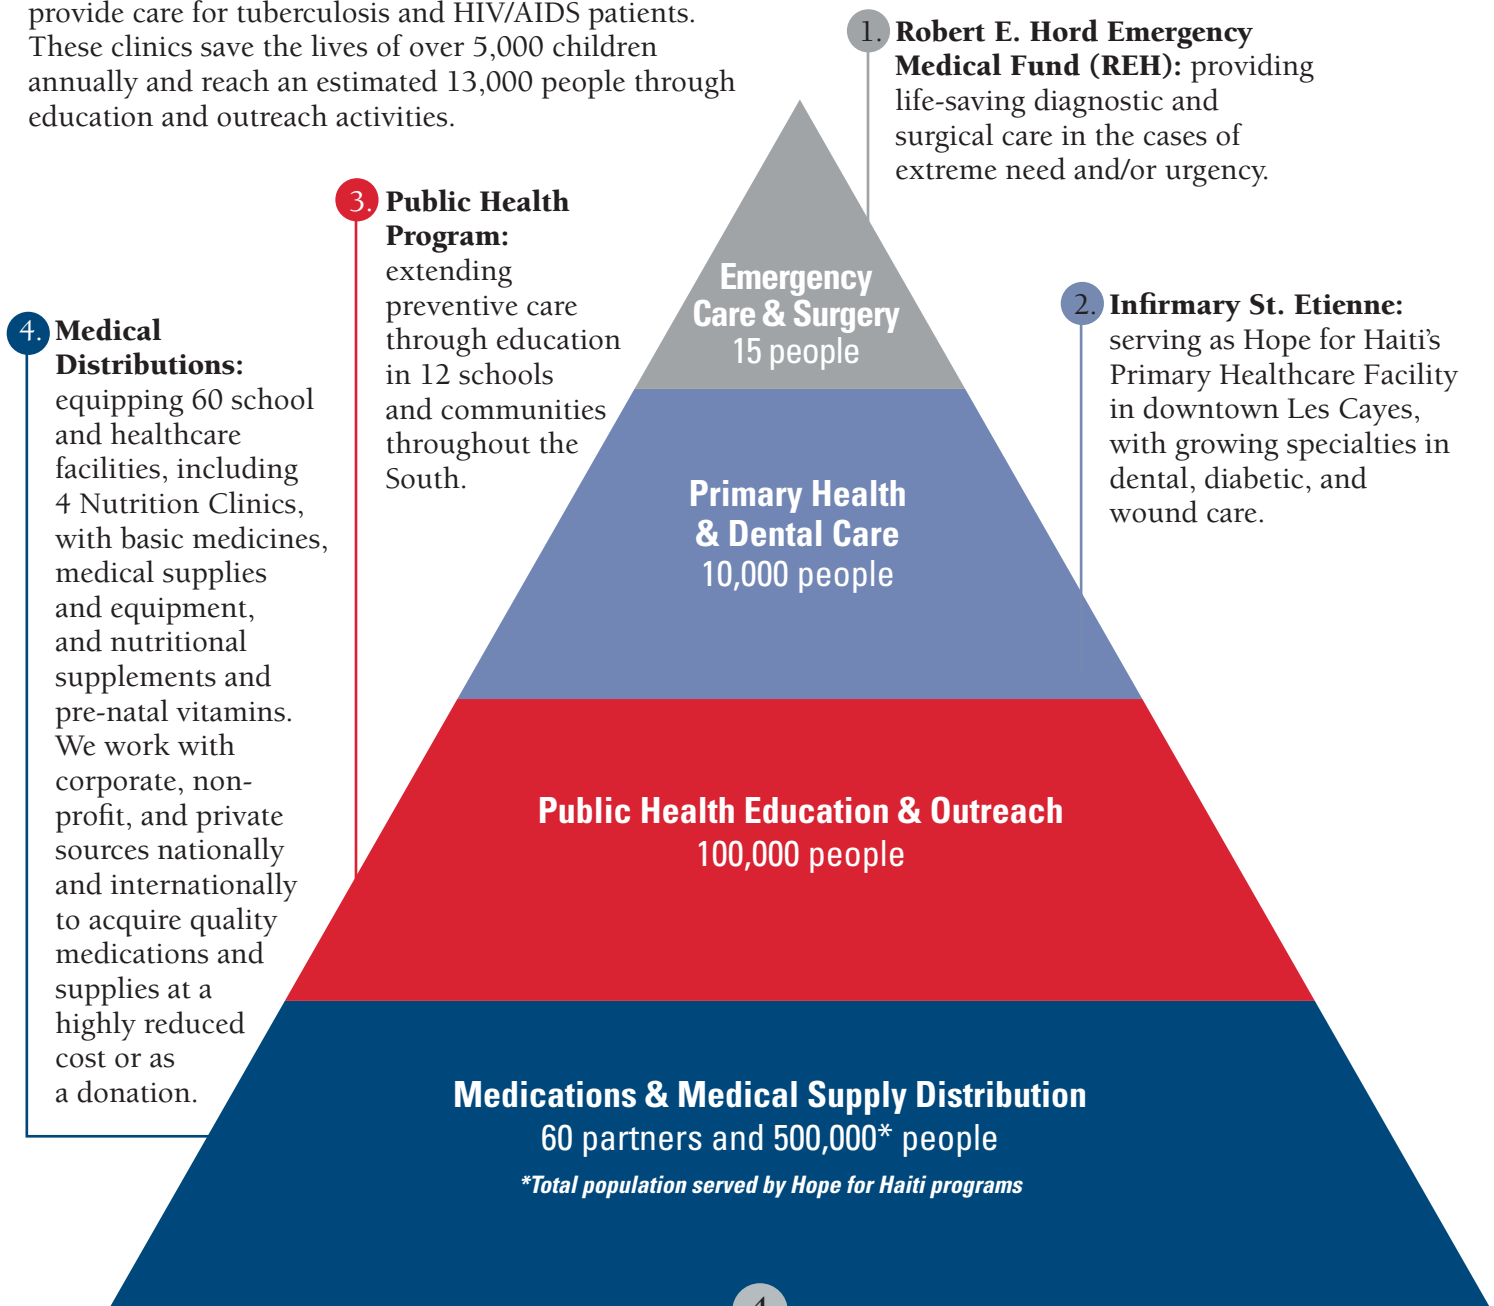 provide care for tuberculosis and HIV/AIDS patients.
These clinics save the lives of over 5,000 children
annually and reach an estimated 13,000 people through
education and outreach activities.
1. Robert E. Hord Emergency
Medical Fund (REH): providing
life-saving diagnostic and
surgical care in the cases of
extreme need and/or urgency.
2. Infirmary St. Etienne:
serving as Hope for Haiti’s
Primary Healthcare Facility
in downtown Les Cayes,
with growing specialties in
dental, diabetic, and
wound care.
3. Public Health
Program:
extending
preventive care
through education
in 12 schools
and communities
throughout the
South.
4. Medical
Distributions:
equipping 60 school
and healthcare
facilities, including
4 Nutrition Clinics,
with basic medicines,
medical supplies
and equipment,
and nutritional
supplements and
pre-natal vitamins.
We work with
corporate, non-
profit, and private
sources nationally
and internationally
to acquire quality
medications and
supplies at a
highly reduced
cost or as
a donation.
Emergency
Care & Surgery
15 people
Primary Health
& Dental Care
10,000 people
Public Health Education & Outreach
100,000 people
Medications & Medical Supply Distribution
60 partners and 500,000* people
*Total population served by Hope for Haiti programs
4